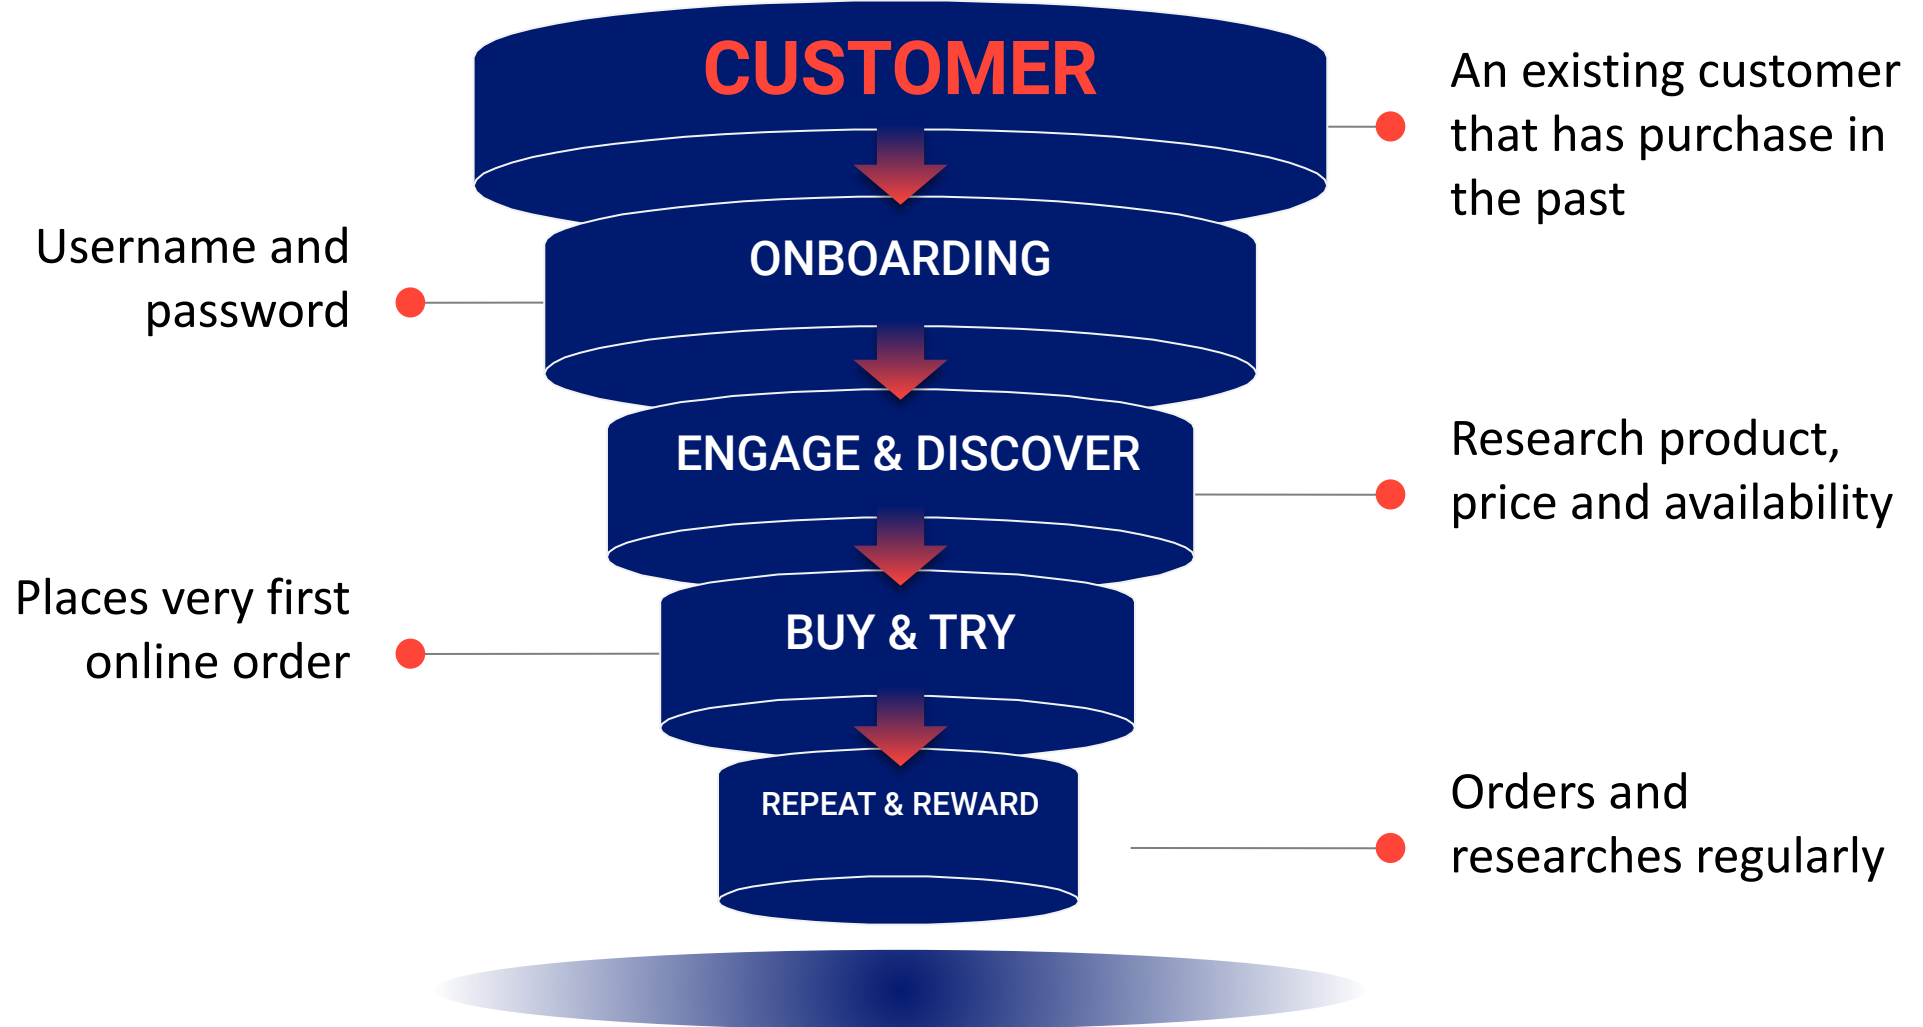 CUSTOMER
An existing customer
that has purchase in
the past
Username and
password
ONBOARDING
ENGAGE & DISCOVER
Research product,
price and availability
Places very first
online order
BUY & TRY
REPEAT & REWARD
Orders and
researches regularly